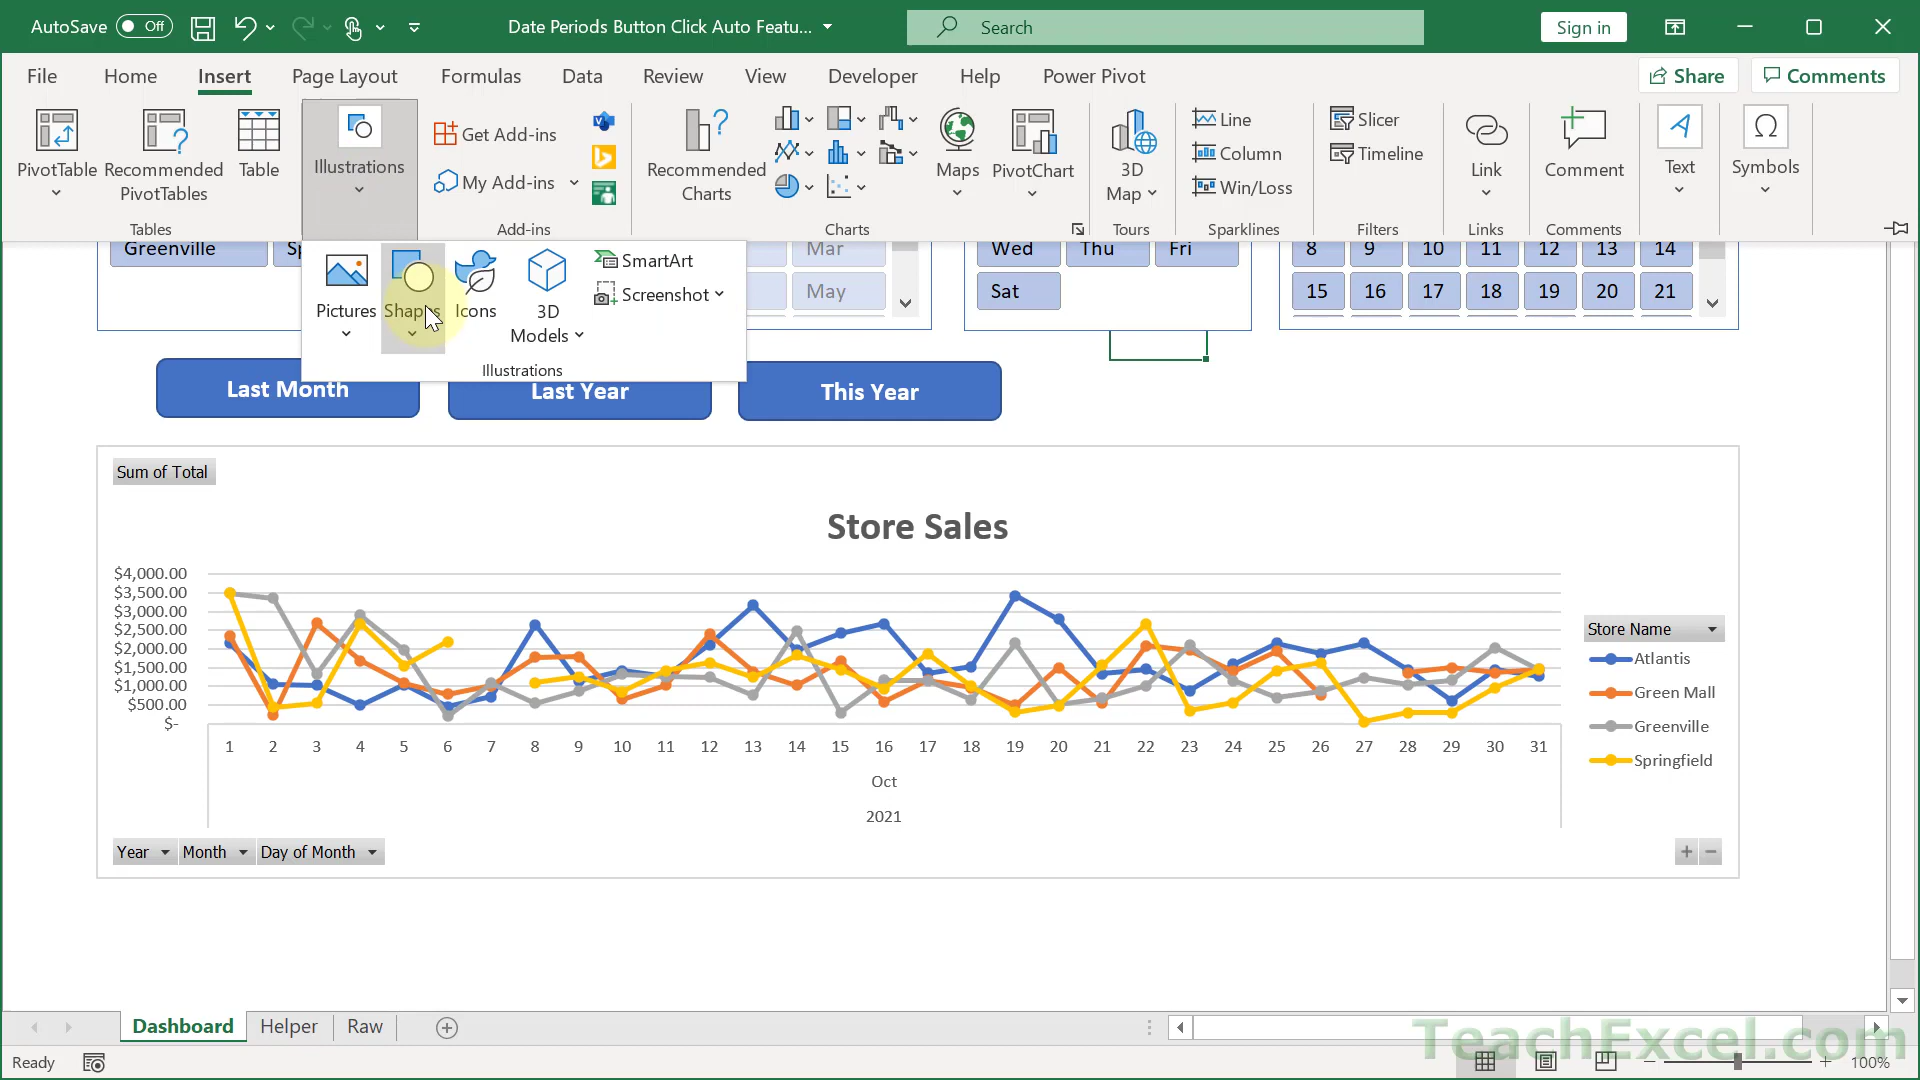 AutoSave Off Date Periods Button Click Auto Featu... Search Sign in
File Home Insert Page Layout Formulas Data Review View Developer Help Power Pivot Share Comments
PivotTable Recommended PivotTables Table
Illustrations
Get Add-ins
My Add-ins
Recommended Charts
Maps PivotChart
3D Map
Line
Column
Win/Loss
Slicer
Timeline
Link Comment Text Symbols
Tables Add-ins Charts Tours Sparklines Filters Links Comments
Pictures Shapes Icons 3D Models
SmartArt
Screenshot
Illustrations
Greenville Mar Wed Thu Fri 8 9 10 11 12 13 14
May Sat 15 16 17 18 19 20 21
Last Month Last Year This Year
Sum of Total
Store Sales
$4,000.00
$3,500.00
$3,000.00
$2,500.00
$2,000.00
$1,500.00
$1,000.00
$500.00
$-
1 2 3 4 5 6 7 8 9 10 11 12 13 14 15 16 17 18 19 20 21 22 23 24 25 26 27 28 29 30 31
Oct
2021
Store Name
Atlantis
Green Mall
Greenville
Springfield
Year Month Day of Month
Dashboard Helper Raw
TeachExcel.com
Ready 100%